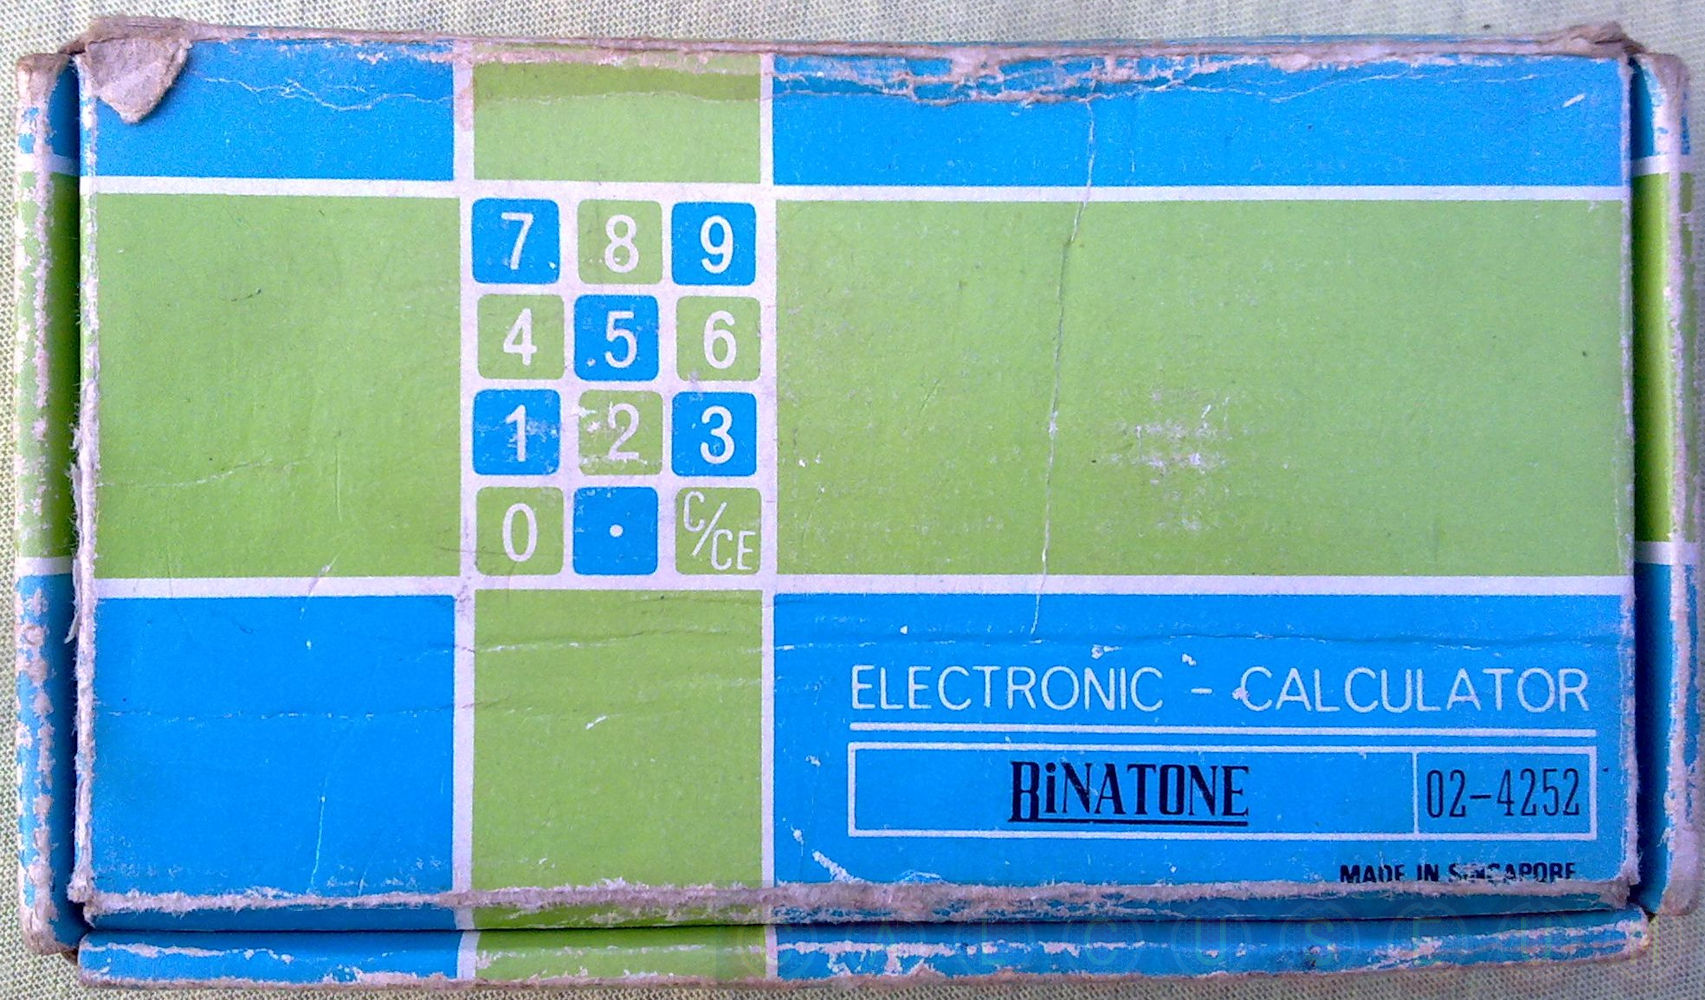 7 8 9
4 5 6
1 2 3
0 . C/CE
ELECTRONIC - CALCULATOR
BiNATONE 02-4252
MADE IN SINGAPORE